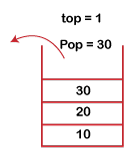 top = 1
Pop = 30
30
20
10